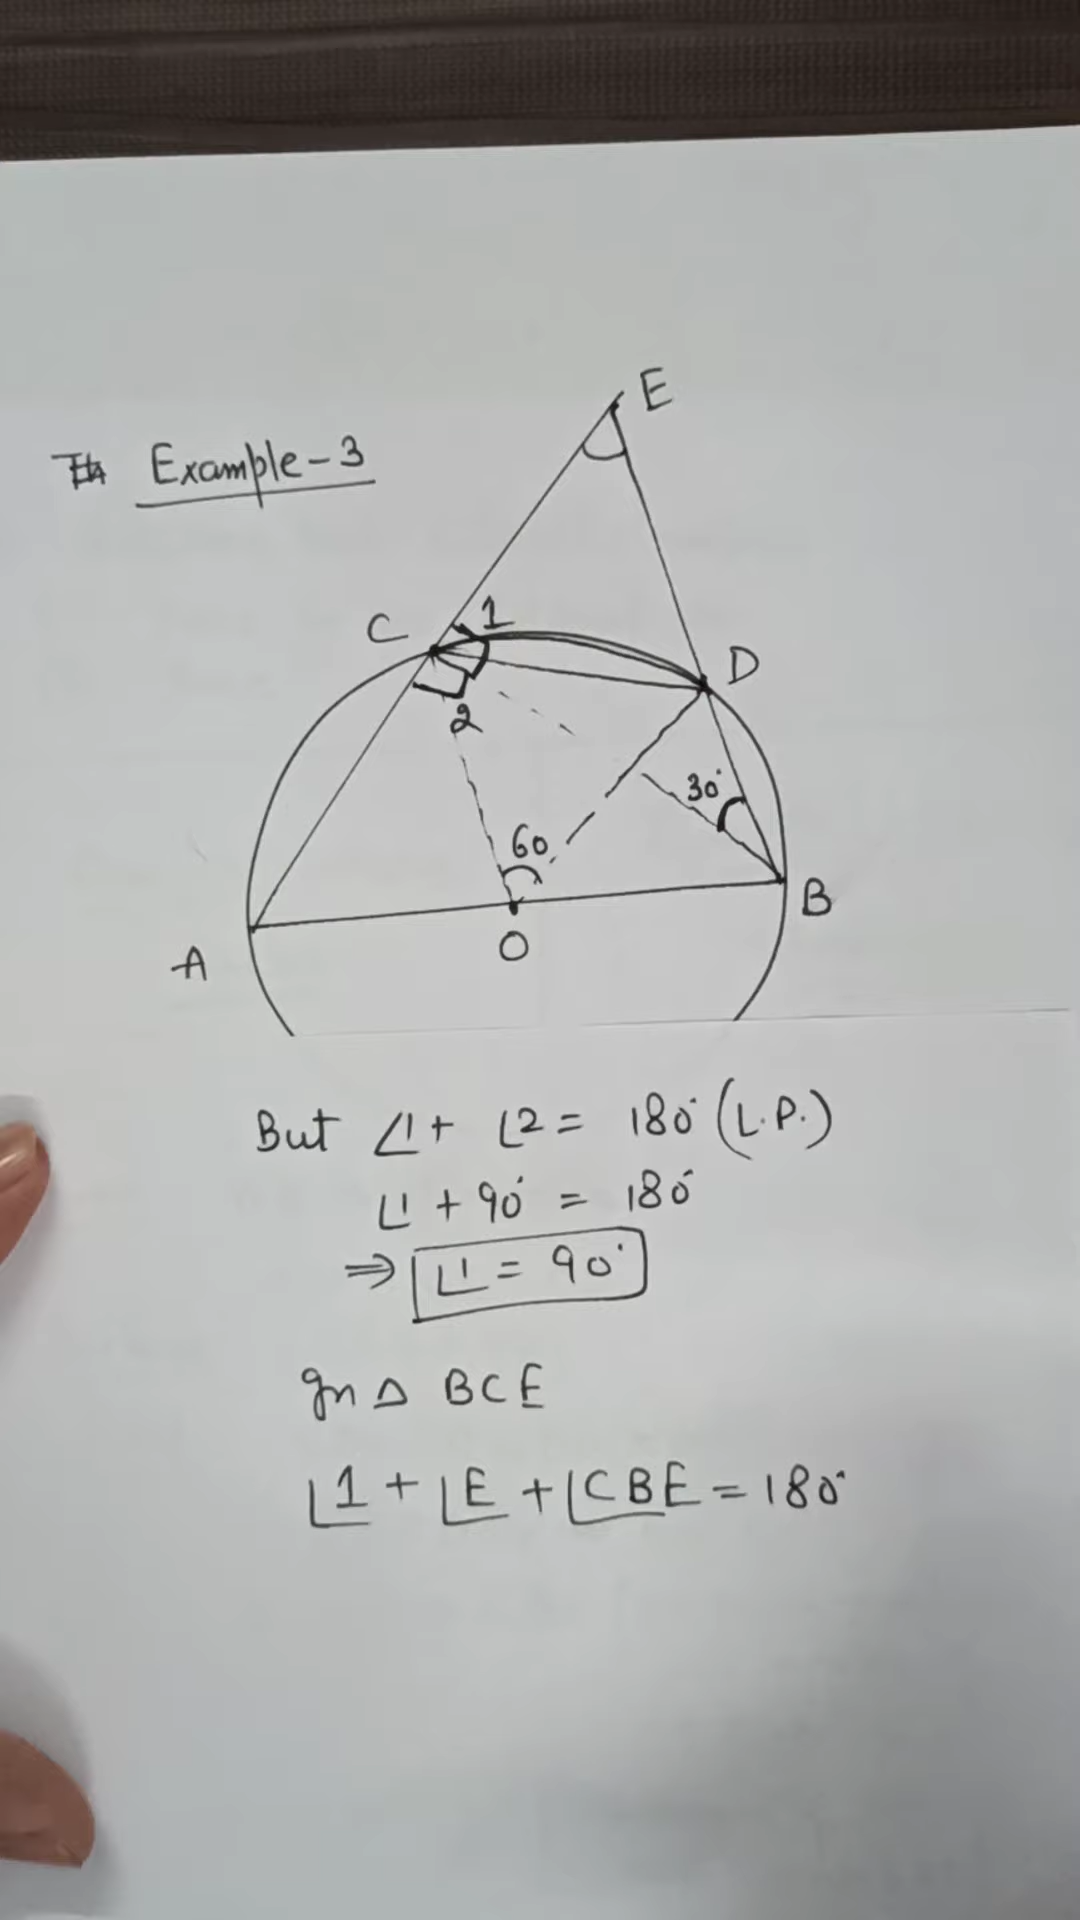 Example-3
E
C
1
D
2
30°
60
B
O
A
But ∠1 + ∠2 = 180° (L.P.)
∠1 + 90° = 180°
⇒ ∠1 = 90°
In △ BCE
∠1 + ∠E + ∠CBE = 180°